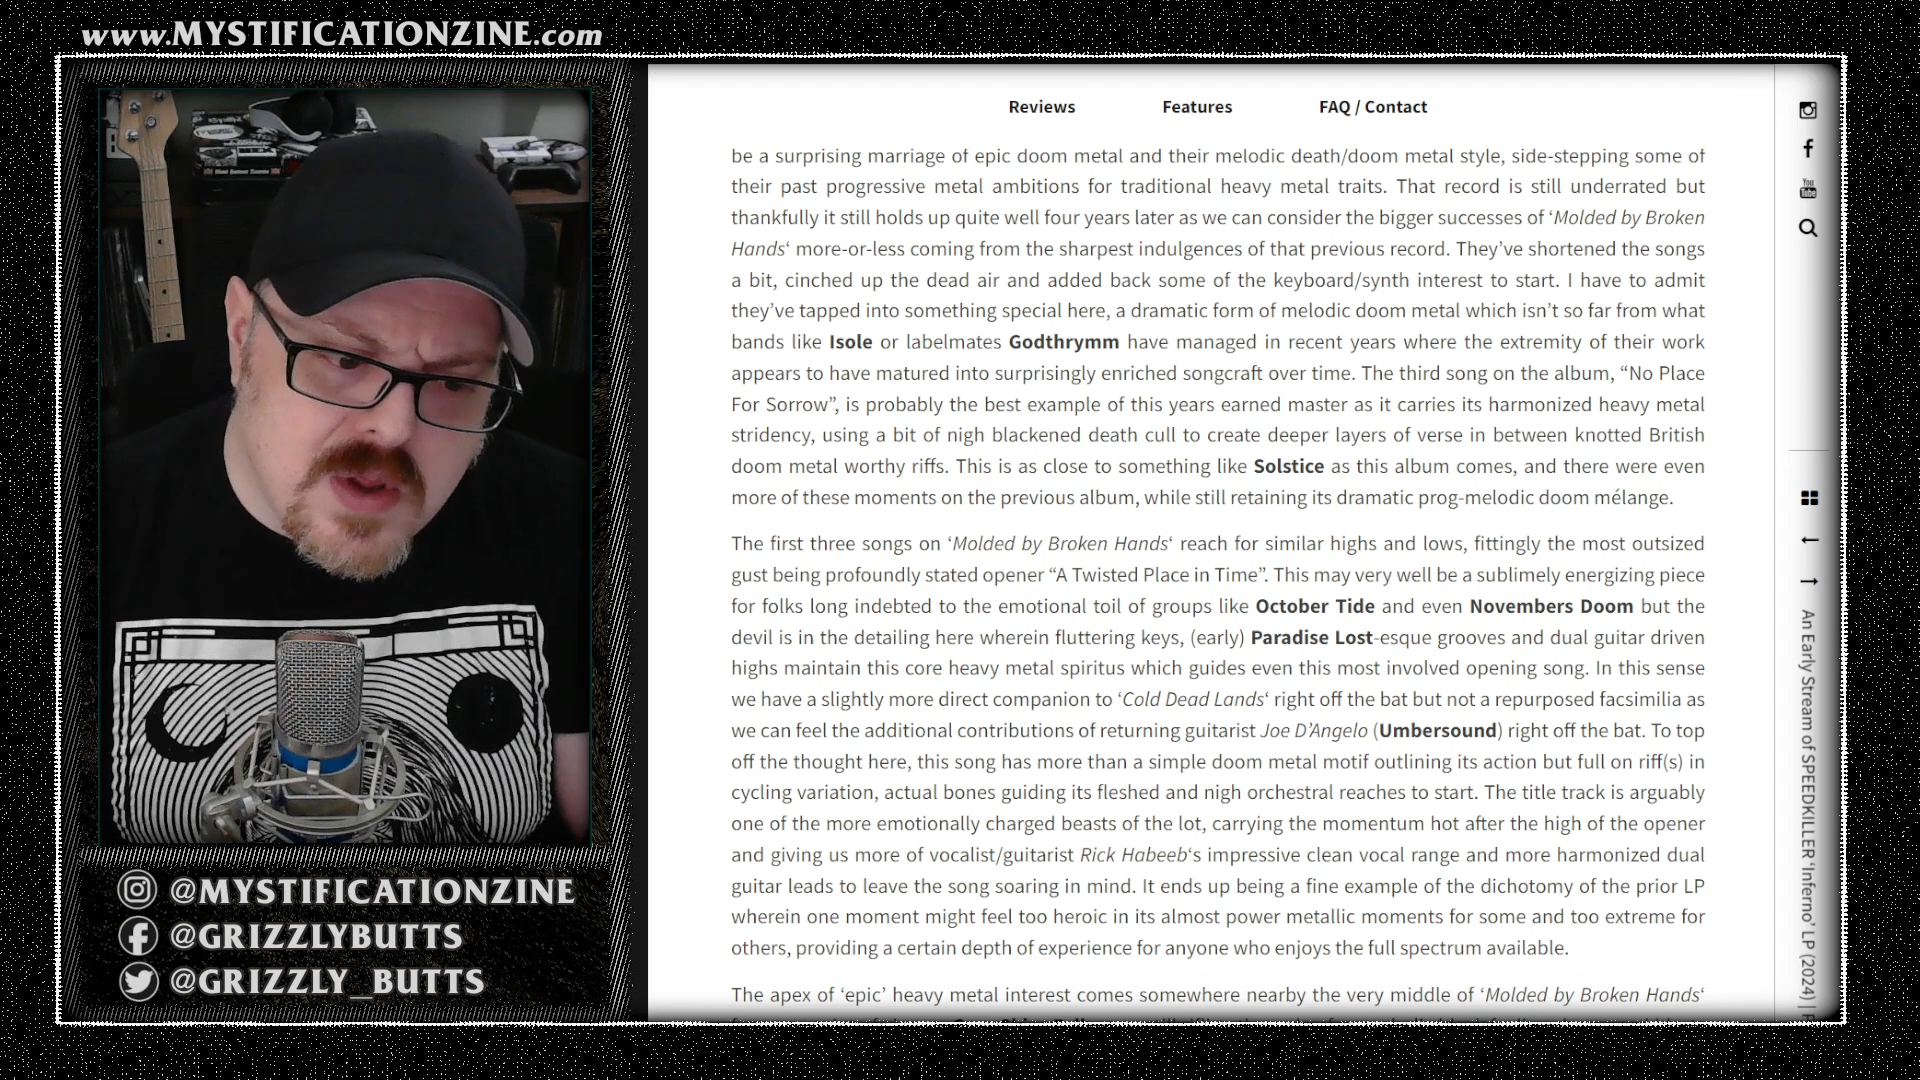 www.MYSTIFICATIONZINE.com
Reviews
Features
FAQ / Contact
be a surprising marriage of epic doom metal and their melodic death/doom metal style, side-stepping some of
their past progressive metal ambitions for traditional heavy metal traits. That record is still underrated but
thankfully it still holds up quite well four years later as we can consider the bigger successes of ‘Molded by Broken
Hands‘ more-or-less coming from the sharpest indulgences of that previous record. They’ve shortened the songs
a bit, cinched up the dead air and added back some of the keyboard/synth interest to start. I have to admit
they’ve tapped into something special here, a dramatic form of melodic doom metal which isn’t so far from what
bands like Isole or labelmates Godthrymm have managed in recent years where the extremity of their work
appears to have matured into surprisingly enriched songcraft over time. The third song on the album, “No Place
For Sorrow”, is probably the best example of this years earned master as it carries its harmonized heavy metal
stridency, using a bit of nigh blackened death cull to create deeper layers of verse in between knotted British
doom metal worthy riffs. This is as close to something like Solstice as this album comes, and there were even
more of these moments on the previous album, while still retaining its dramatic prog-melodic doom mélange.
The first three songs on ‘Molded by Broken Hands‘ reach for similar highs and lows, fittingly the most outsized
gust being profoundly stated opener “A Twisted Place in Time”. This may very well be a sublimely energizing piece
for folks long indebted to the emotional toil of groups like October Tide and even Novembers Doom but the
devil is in the detailing here wherein fluttering keys, (early) Paradise Lost-esque grooves and dual guitar driven
highs maintain this core heavy metal spiritus which guides even this most involved opening song. In this sense
we have a slightly more direct companion to ‘Cold Dead Lands‘ right off the bat but not a repurposed facsimilia as
we can feel the additional contributions of returning guitarist Joe D’Angelo (Umbersound) right off the bat. To top
off the thought here, this song has more than a simple doom metal motif outlining its action but full on riff(s) in
cycling variation, actual bones guiding its fleshed and nigh orchestral reaches to start. The title track is arguably
one of the more emotionally charged beasts of the lot, carrying the momentum hot after the high of the opener
and giving us more of vocalist/guitarist Rick Habeeb‘s impressive clean vocal range and more harmonized dual
guitar leads to leave the song soaring in mind. It ends up being a fine example of the dichotomy of the prior LP
wherein one moment might feel too heroic in its almost power metallic moments for some and too extreme for
others, providing a certain depth of experience for anyone who enjoys the full spectrum available.
The apex of ‘epic’ heavy metal interest comes somewhere nearby the very middle of ‘Molded by Broken Hands‘
You
Tube
An Early Stream of SPEEDKILLER ‘Inferno’ LP (2024) |
@MYSTIFICATIONZINE
@GRIZZLYBUTTS
@GRIZZLY_BUTTS